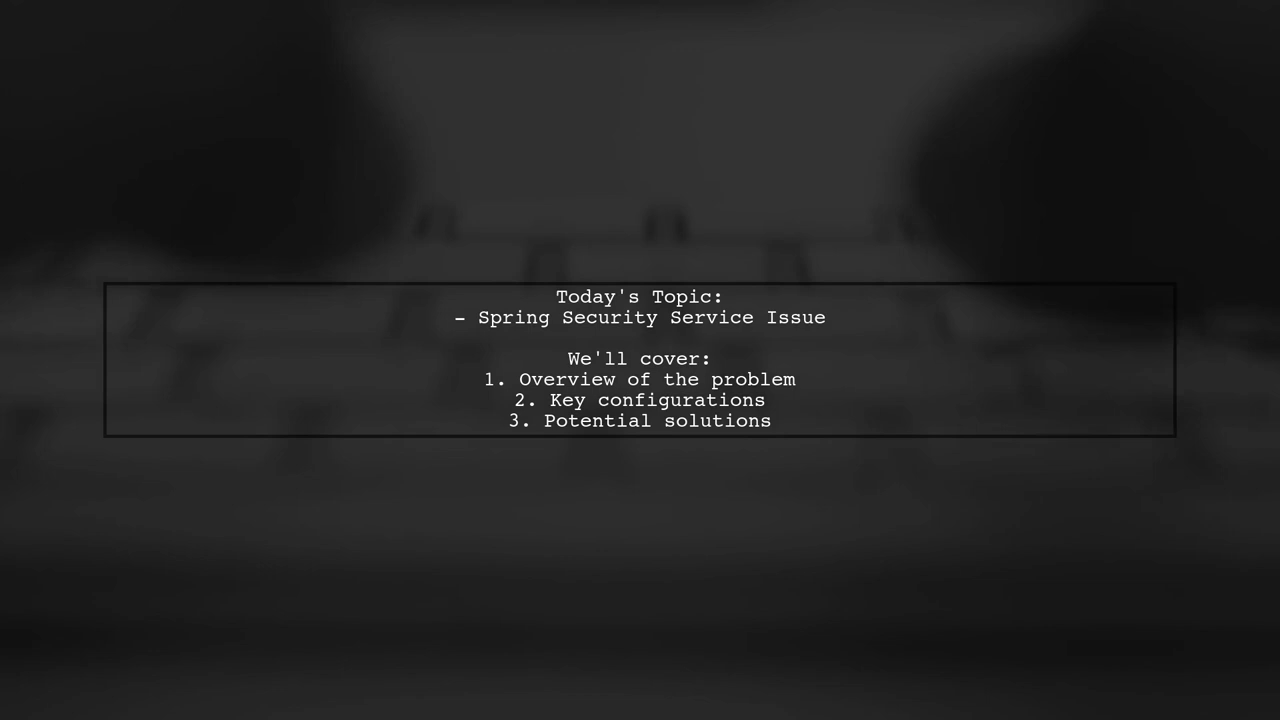 Today's Topic:
- Spring Security Service Issue
We'll cover:
1. Overview of the problem
2. Key configurations
3. Potential solutions